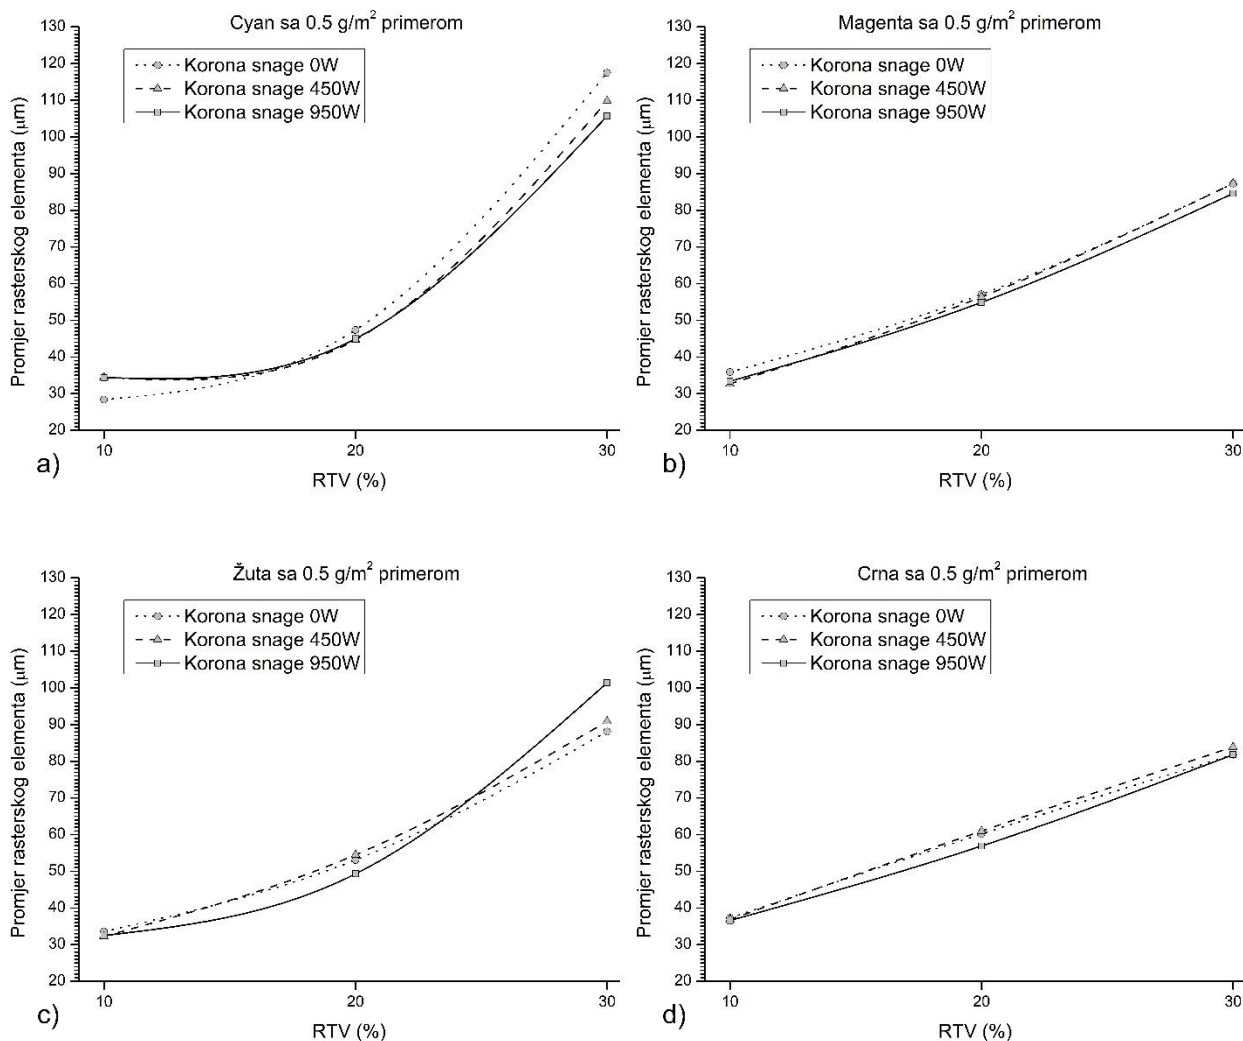 Cyan sa 0.5 g/m² primerom
Korona snage 0W
Korona snage 450W
Korona snage 950W
Promjer rasterskog elementa (μm)
130
120
110
100
90
80
70
60
50
40
30
20
10
20
30
RTV (%)
a)
Magenta sa 0.5 g/m² primerom
Korona snage 0W
Korona snage 450W
Korona snage 950W
Promjer rasterskog elementa (μm)
130
120
110
100
90
80
70
60
50
40
30
20
10
20
30
RTV (%)
b)
Žuta sa 0.5 g/m² primerom
Korona snage 0W
Korona snage 450W
Korona snage 950W
Promjer rasterskog elementa (μm)
130
120
110
100
90
80
70
60
50
40
30
20
10
20
30
RTV (%)
c)
Crna sa 0.5 g/m² primerom
Korona snage 0W
Korona snage 450W
Korona snage 950W
Promjer rasterskog elementa (μm)
130
120
110
100
90
80
70
60
50
40
30
20
10
20
30
RTV (%)
d)